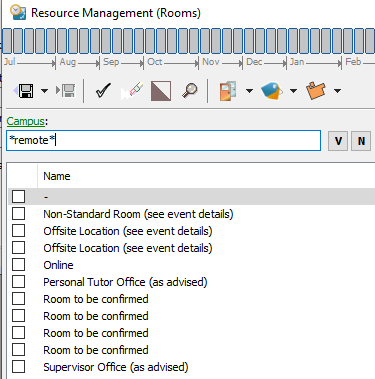 Resource Management (Rooms)
Jul Aug Sep Oct Nov Dec Jan Feb
Campus:
*remote*
V N
Name
-
Non-Standard Room (see event details)
Offsite Location (see event details)
Offsite Location (see event details)
Online
Personal Tutor Office (as advised)
Room to be confirmed
Room to be confirmed
Room to be confirmed
Room to be confirmed
Supervisor Office (as advised)